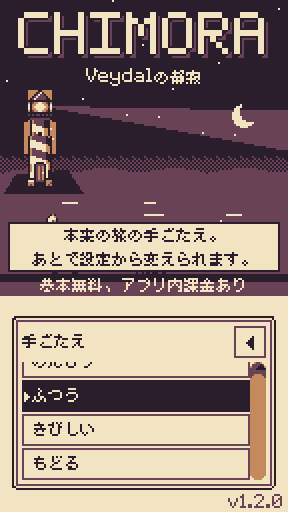 CHIMORA
Veydalの
本来の旅の手ごたえ。
あとで設定から変えられます。
基本無料、アプリ内課金あり
手ごたえ
ふつう
きびしい
もどる
v1.2.0